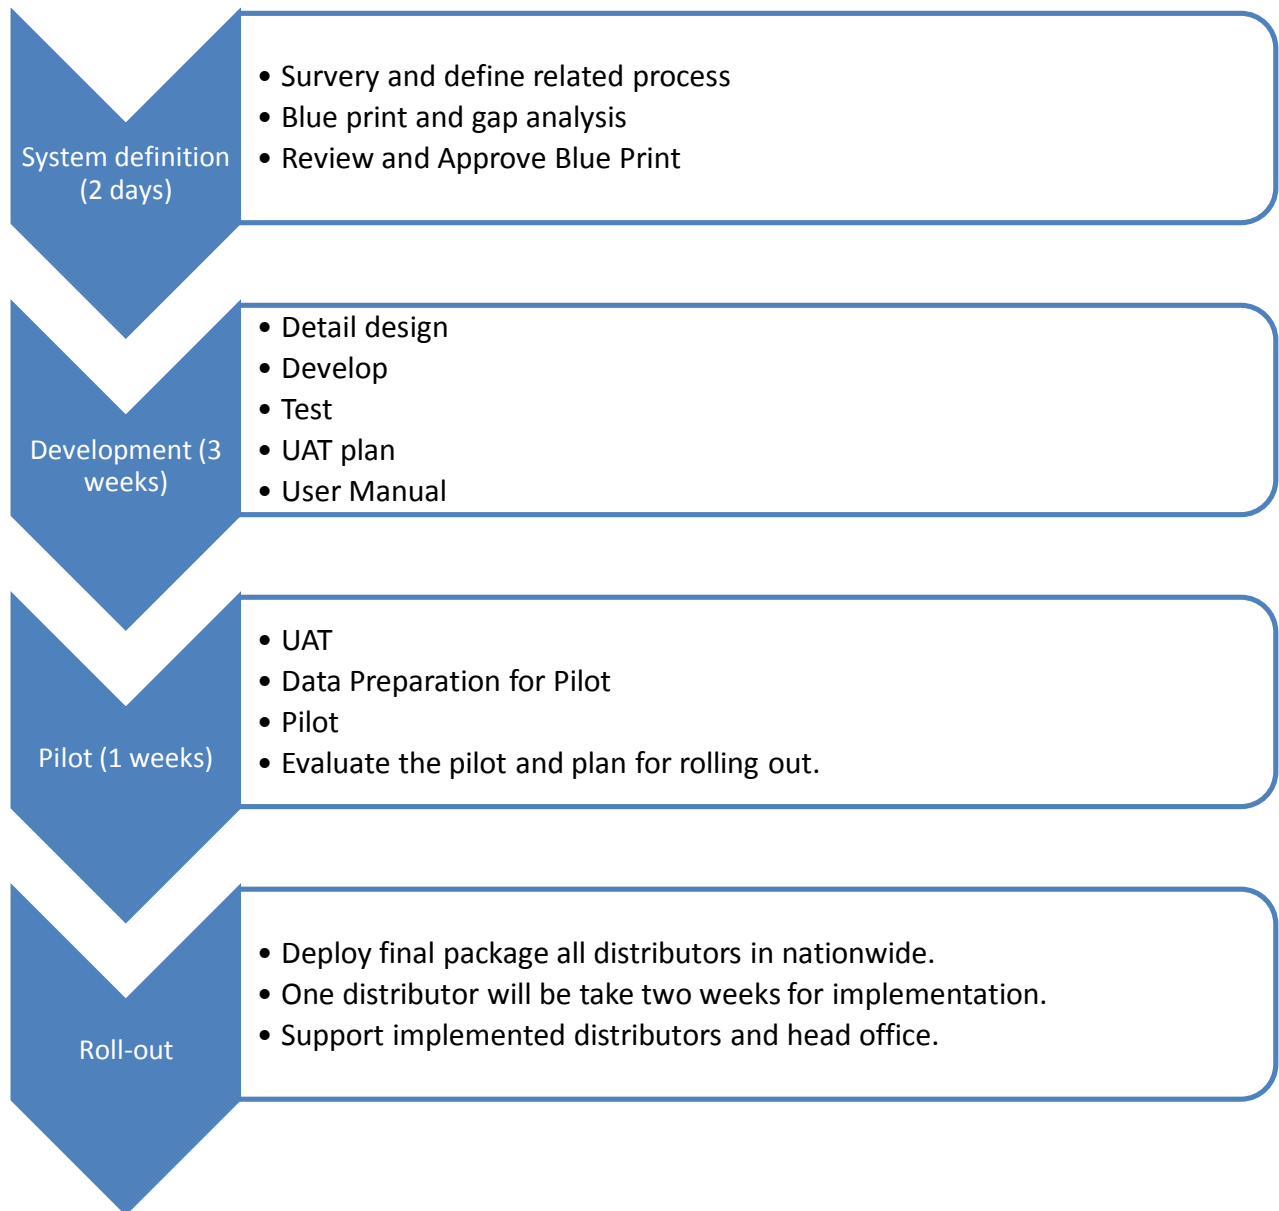 System definition
(2 days)
• Survery and define related process
• Blue print and gap analysis
• Review and Approve Blue Print
Development (3
weeks)
• Detail design
• Develop
• Test
• UAT plan
• User Manual
Pilot (1 weeks)
• UAT
• Data Preparation for Pilot
• Pilot
• Evaluate the pilot and plan for rolling out.
Roll-out
• Deploy final package all distributors in nationwide.
• One distributor will be take two weeks for implementation.
• Support implemented distributors and head office.